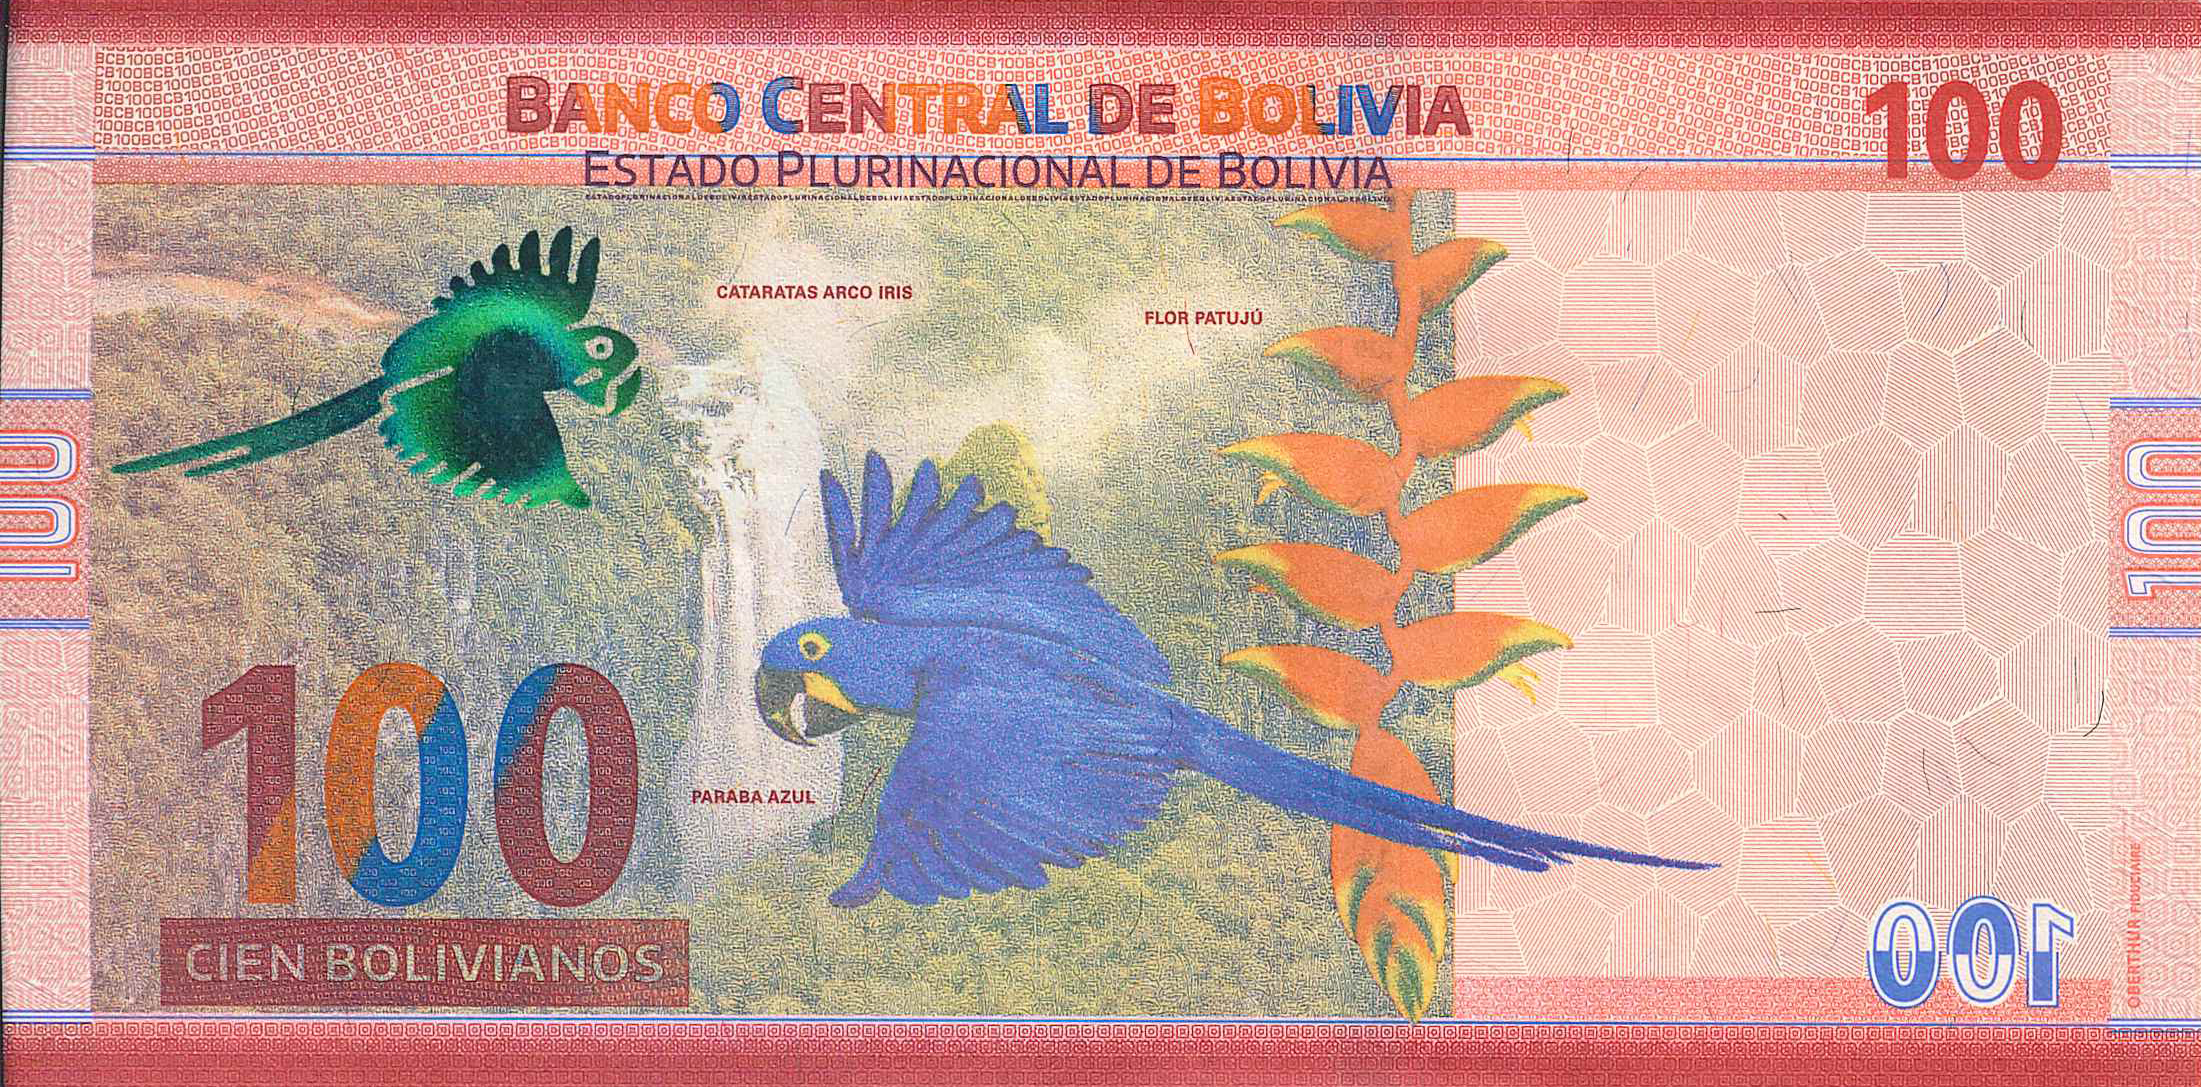 BANCO CENTRAL DE BOLIVIA
100
ESTADO PLURINACIONAL DE BOLIVIA
CATARATAS ARCO IRIS
FLOR PATUJÚ
100
100
100
PARABA AZUL
CIEN BOLIVIANOS
100
OBERTHUR FIDUCIAIRE